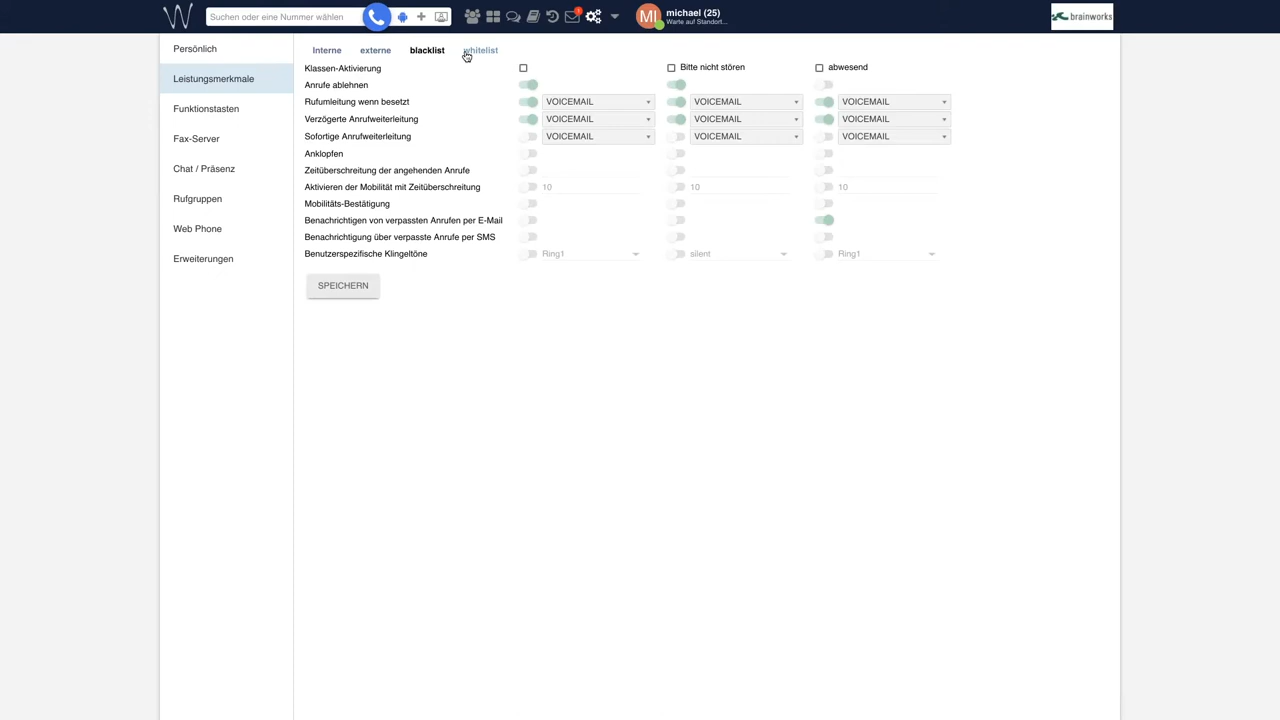 W Suchen oder eine Nummer wählen 1 MI michael (25) brainworks
Warte auf Standort...
Persönlich
Leistungsmerkmale
Funktionstasten
Fax-Server
Chat / Präsenz
Rufgruppen
Web Phone
Erweiterungen
Interne externe blacklist whitelist
Klassen-Aktivierung Bitte nicht stören abwesend
Anrufe ablehnen
Rufumleitung wenn besetzt VOICEMAIL VOICEMAIL VOICEMAIL
Verzögerte Anrufweiterleitung VOICEMAIL VOICEMAIL VOICEMAIL
Sofortige Anrufweiterleitung VOICEMAIL VOICEMAIL VOICEMAIL
Anklopfen
Zeitüberschreitung der angehenden Anrufe
Aktivieren der Mobilität mit Zeitüberschreitung 10 10 10
Mobilitäts-Bestätigung
Benachrichtigen von verpassten Anrufen per E-Mail
Benachrichtigung über verpasste Anrufe per SMS
Benutzerspezifische Klingeltöne Ring1 silent Ring1
SPEICHERN